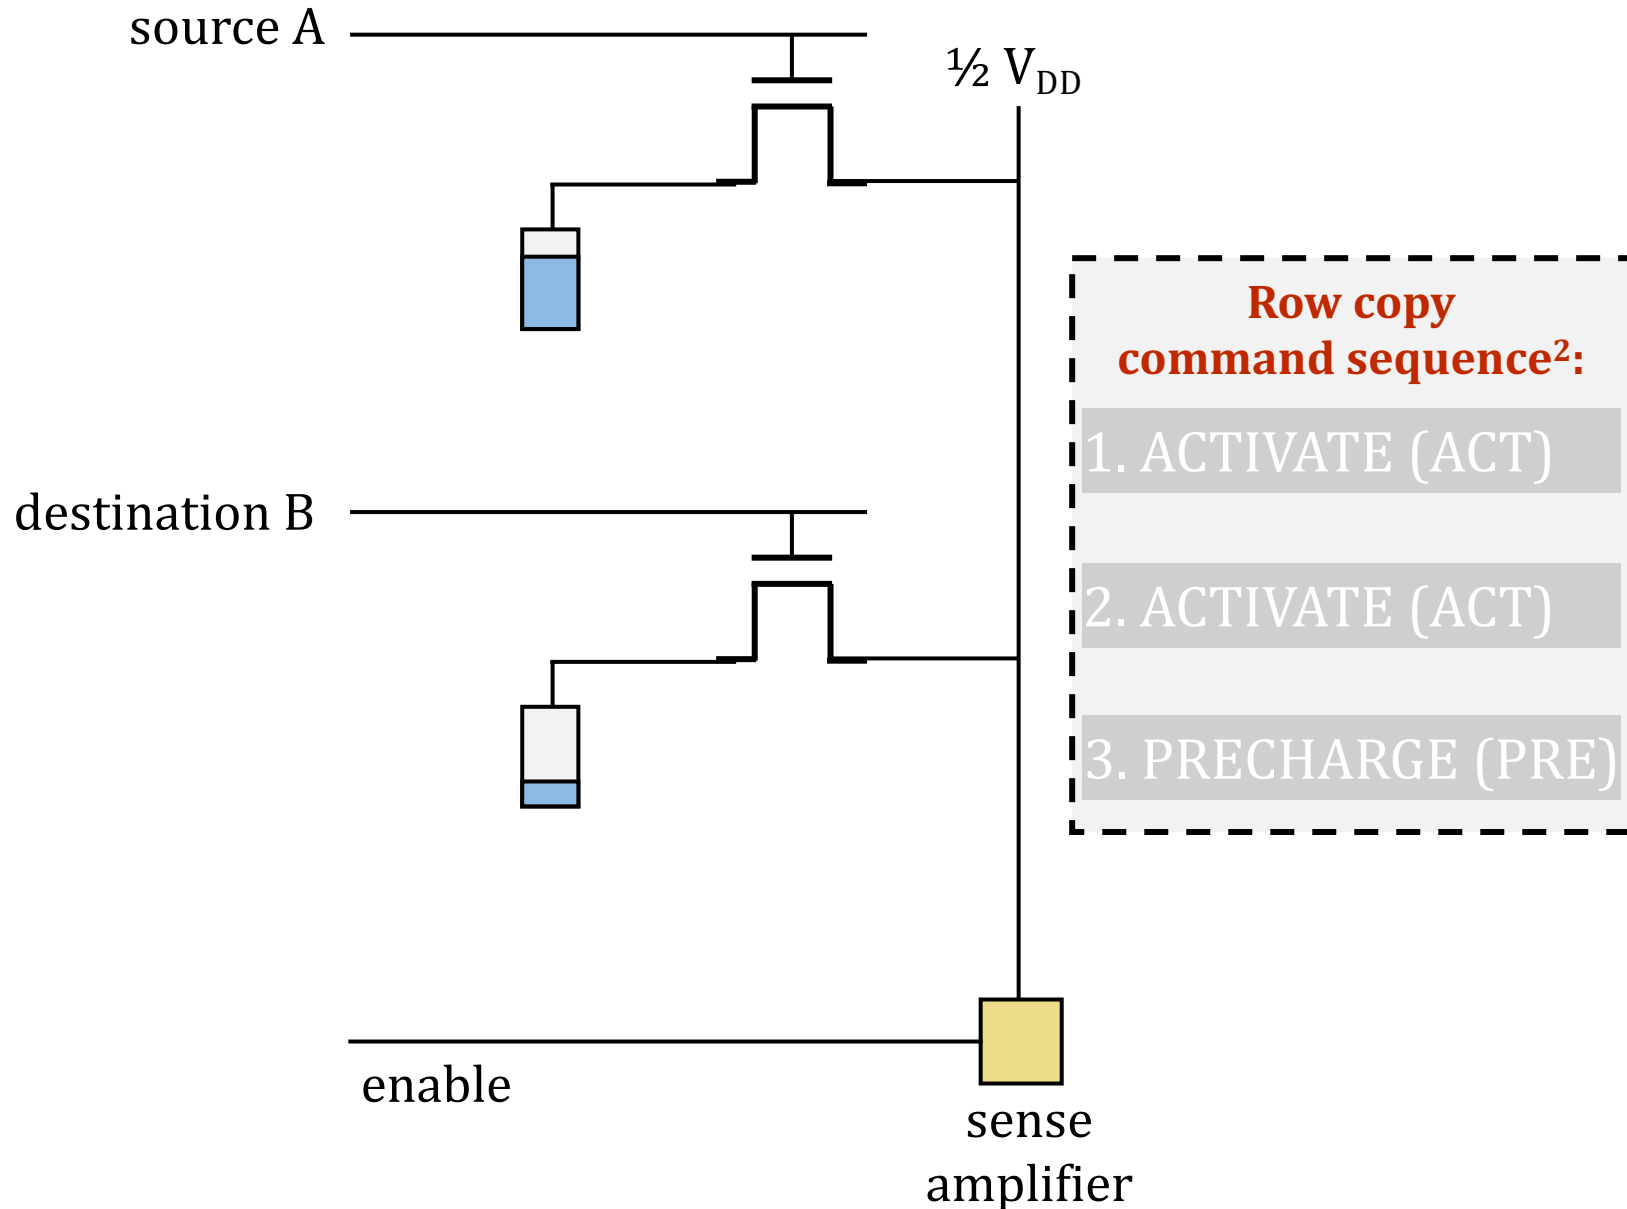 source A
½ V_DD
Row copy
command sequence²:
1. ACTIVATE (ACT)
destination B
2. ACTIVATE (ACT)
3. PRECHARGE (PRE)
enable
sense
amplifier